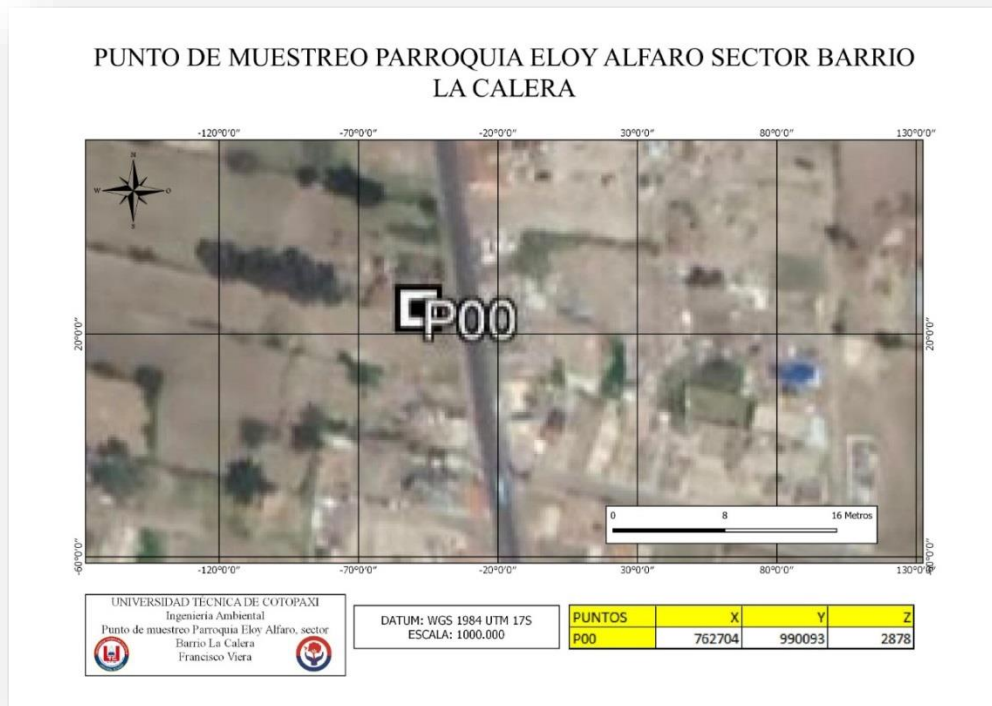 PUNTO DE MUESTREO PARROQUIA ELOY ALFARO SECTOR BARRIO
LA CALERA
-120°0'0" -70°0'0" -20°0'0" 30°0'0" 80°0'0" 130°0'0"
N
W O
S
P00
20°0'0" 20°0'0"
0 8 16 Metros
-60°0'0" -60°0'0"
-120°0'0" -70°0'0" -20°0'0" 30°0'0" 80°0'0" 130°0'0"
UNIVERSIDAD TÉCNICA DE COTOPAXI
Ingeniería Ambiental
Punto de muestreo Parroquia Eloy Alfaro, sector
Barrio La Calera
Francisco Viera
DATUM: WGS 1984 UTM 17S
ESCALA: 1000.000
PUNTOS X Y Z
P00 762704 990093 2878